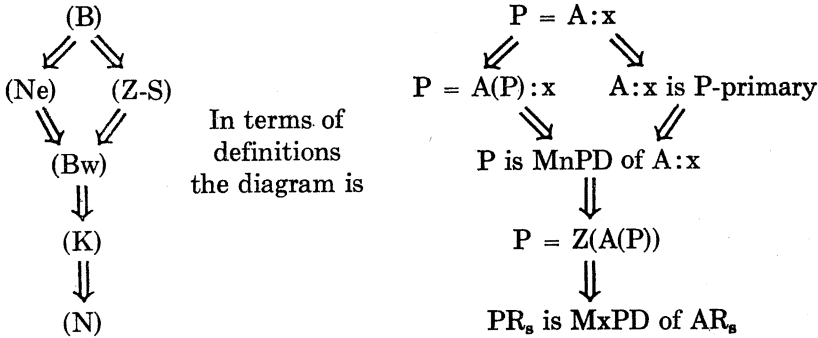 (B)
P = A:x
(Ne) (Z-S)
P = A(P):x A:x is P-primary
In terms of
definitions
the diagram is
(Bw)
P is MnPD of A:x
(K)
P = Z(A(P))
(N)
PRₛ is MxPD of ARₛ